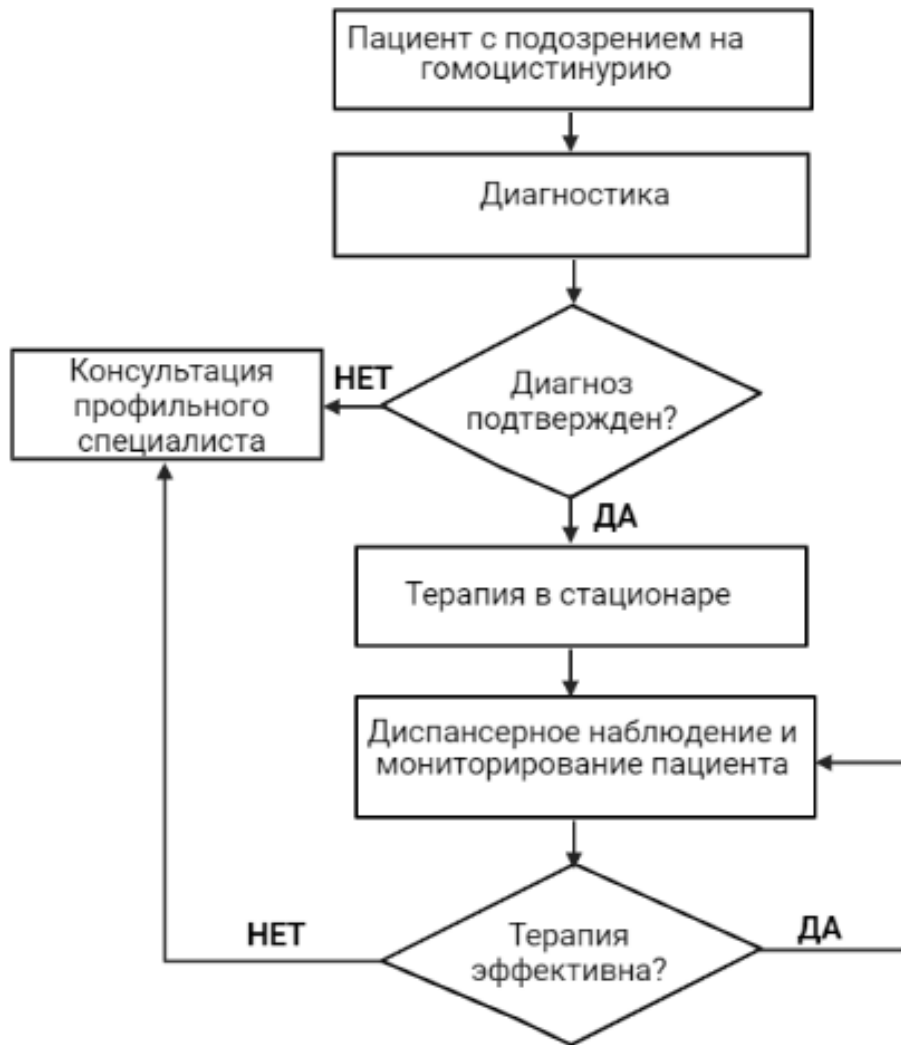 Пациент с подозрением на
гомоцистинурию
Диагностика
Диагноз
подтвержден?
НЕТ
Консультация
профильного
специалиста
ДА
Терапия в стационаре
Диспансерное наблюдение и
мониторирование пациента
Терапия
эффективна?
НЕТ
ДА